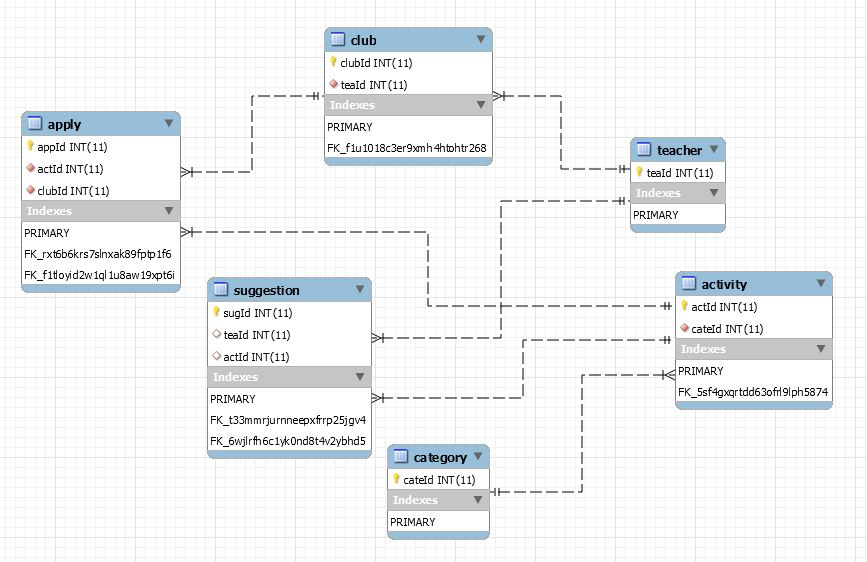 club
clubId INT(11)
teaId INT(11)
Indexes
PRIMARY
FK_f1u1018c3er9xmh4htohtr268
apply
appId INT(11)
actId INT(11)
clubId INT(11)
Indexes
PRIMARY
FK_rxt6b6krs7slnxak89fptp1f6
FK_f1tloyid2w1ql1u8aw19xpt6i
teacher
teaId INT(11)
Indexes
PRIMARY
suggestion
sugId INT(11)
teaId INT(11)
actId INT(11)
Indexes
PRIMARY
FK_t33mmrjurnneepxfrp25jgv4
FK_6wjlrfh6c1yk0nd8t4v2ybhd5
activity
actId INT(11)
cateId INT(11)
Indexes
PRIMARY
FK_5sf4gxqrtdd63ofrl9lph5874
category
cateId INT(11)
Indexes
PRIMARY